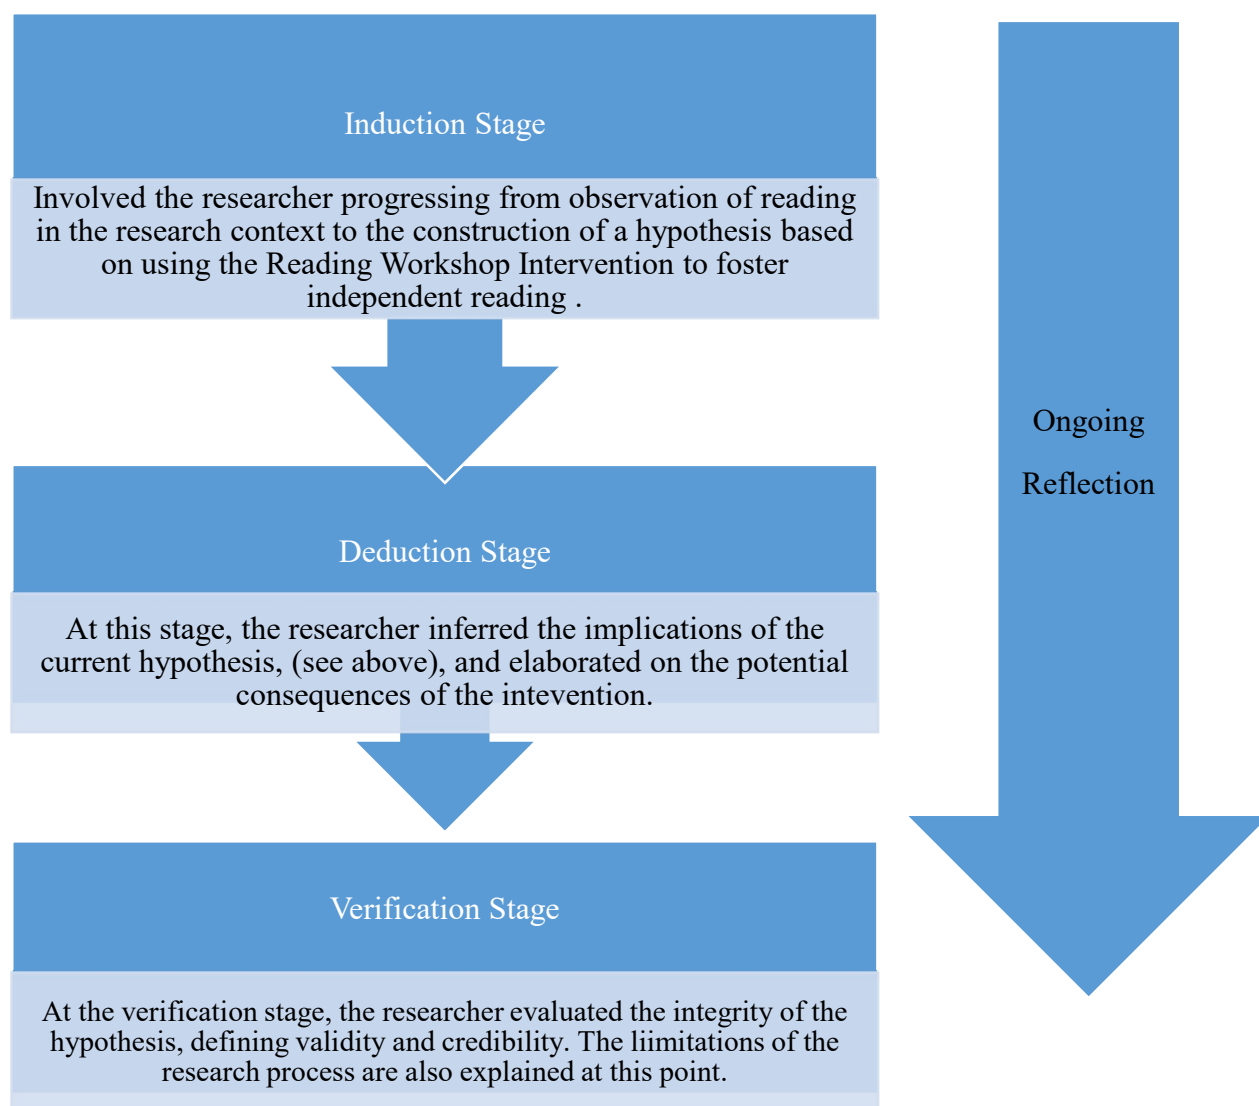 Induction Stage
Involved the researcher progressing from observation of reading
in the research context to the construction of a hypothesis based
on using the Reading Workshop Intervention to foster
independent reading .
Deduction Stage
At this stage, the researcher inferred the implications of the
current hypothesis, (see above), and elaborated on the potential
consequences of the intevention.
Verification Stage
At the verification stage, the researcher evaluated the integrity of the
hypothesis, defining validity and credibility. The liimitations of the
research process are also explained at this point.
Ongoing
Reflection